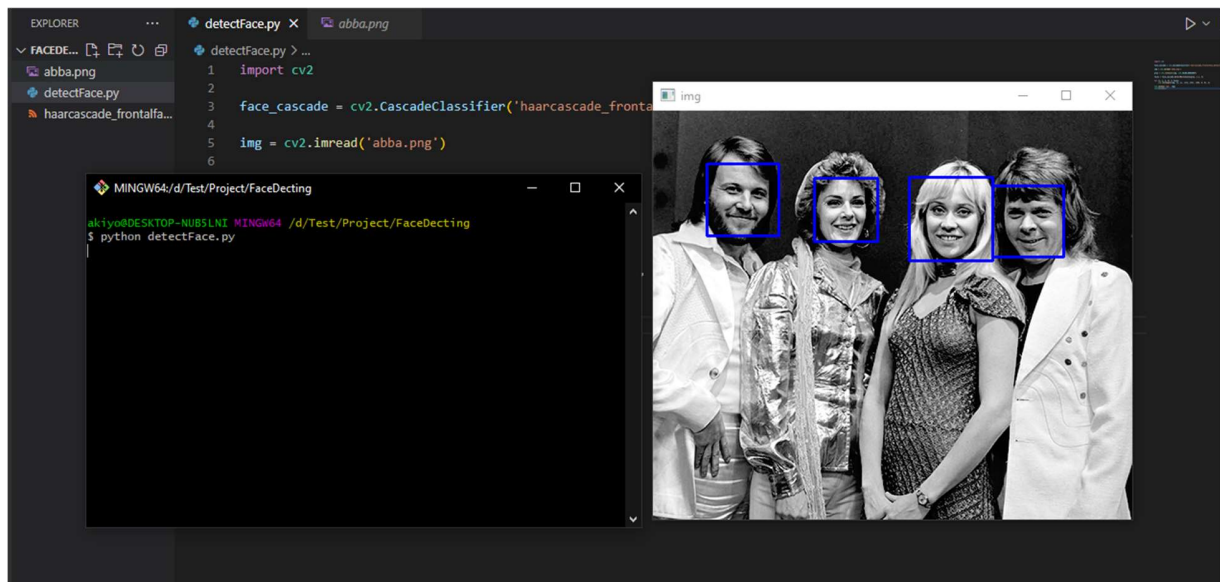 EXPLORER
...
detectFace.py
abba.png
FACEDE...
detectFace.py > ...
abba.png
detectFace.py
haarcascade_frontalfa...
1 import cv2
2
3 face_cascade = cv2.CascadeClassifier('haarcascade_fronta
4
5 img = cv2.imread('abba.png')
6
MINGW64:/d/Test/Project/FaceDecting
akiyo@DESKTOP-NUB5LNI MINGW64 /d/Test/Project/FaceDecting
$ python detectFace.py
img